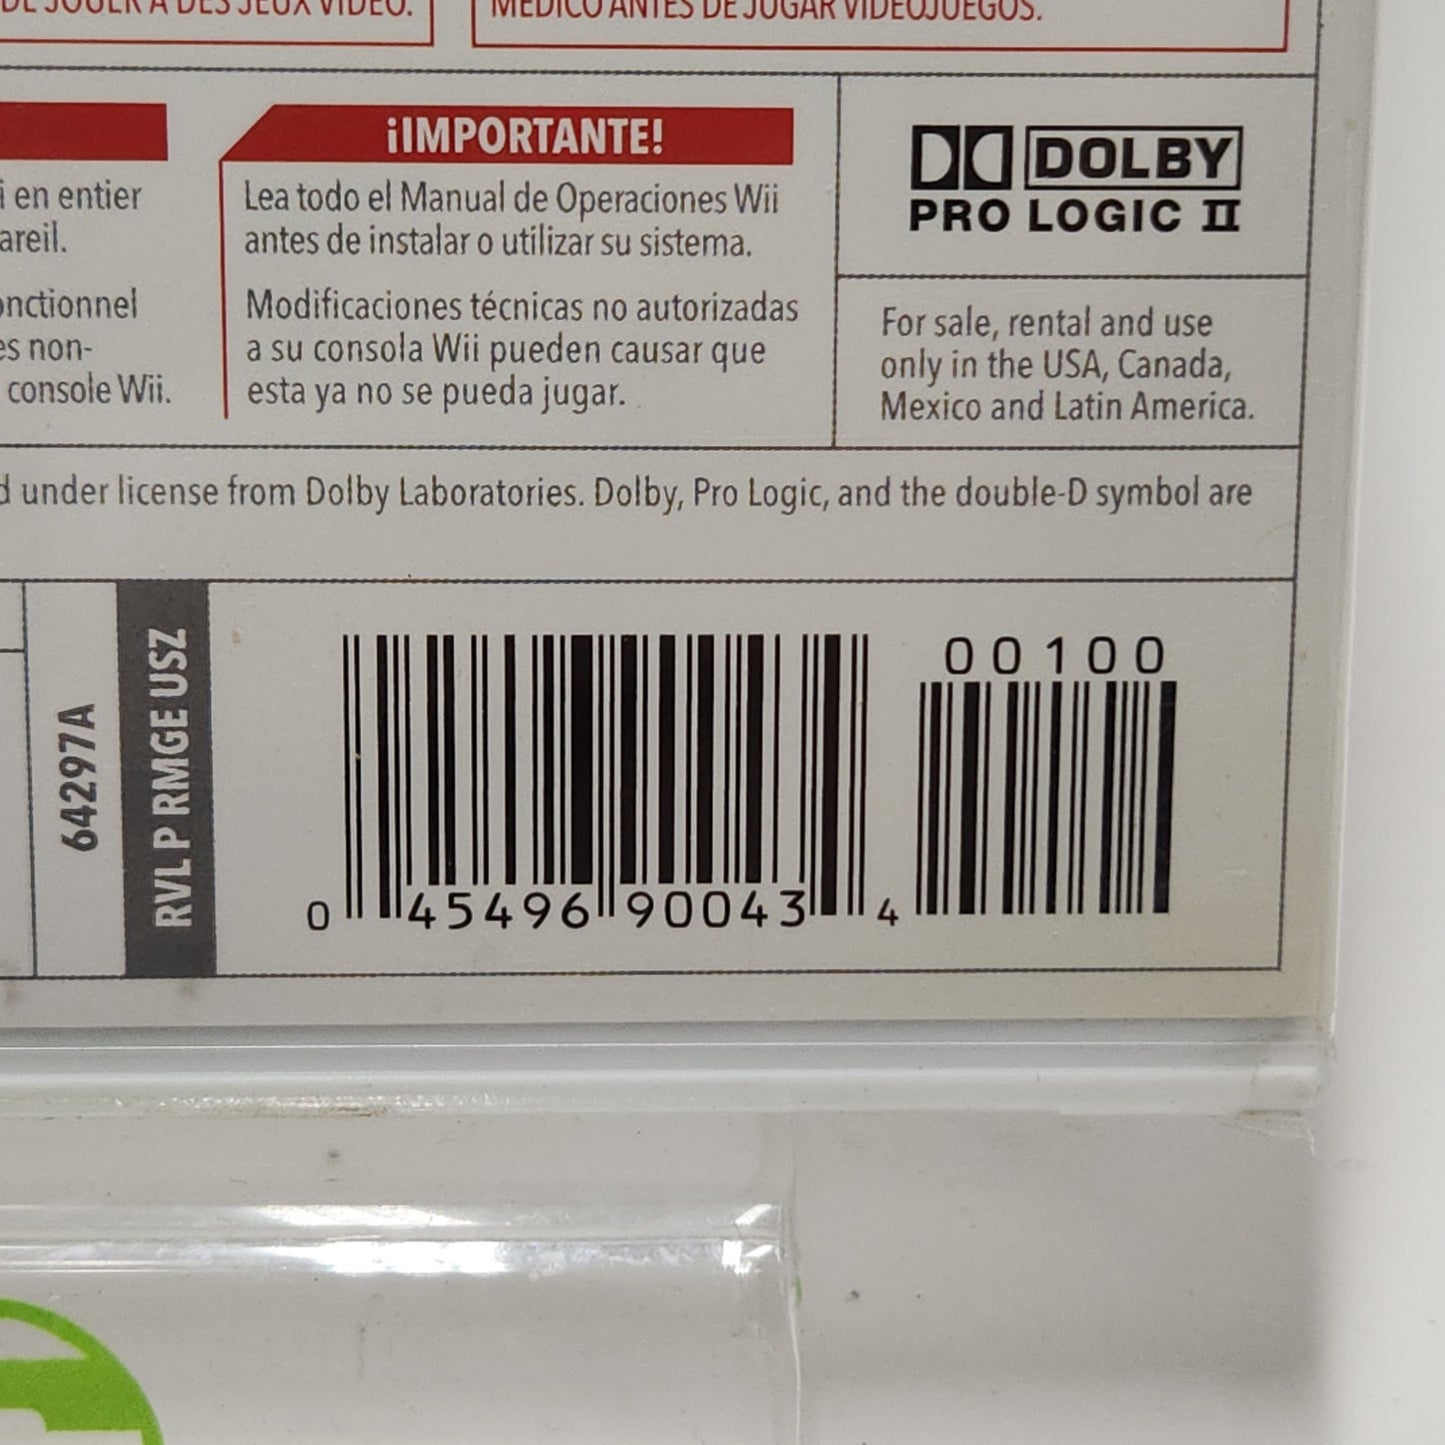 DE JOUER À DES JEUX VIDÉO.
MÉDICO ANTES DE JUGAR VIDEOJUEGOS.
i en entier
areil.
onctionnel
es non-
console Wii.
¡IMPORTANTE!
Lea todo el Manual de Operaciones Wii
antes de instalar o utilizar su sistema.
Modificaciones técnicas no autorizadas
a su consola Wii pueden causar que
esta ya no se pueda jugar.
DOLBY
PRO LOGIC II
For sale, rental and use
only in the USA, Canada,
Mexico and Latin America.
d under license from Dolby Laboratories. Dolby, Pro Logic, and the double-D symbol are
64297A
RVL P RMGE USZ
00100
0 45496 90043 4